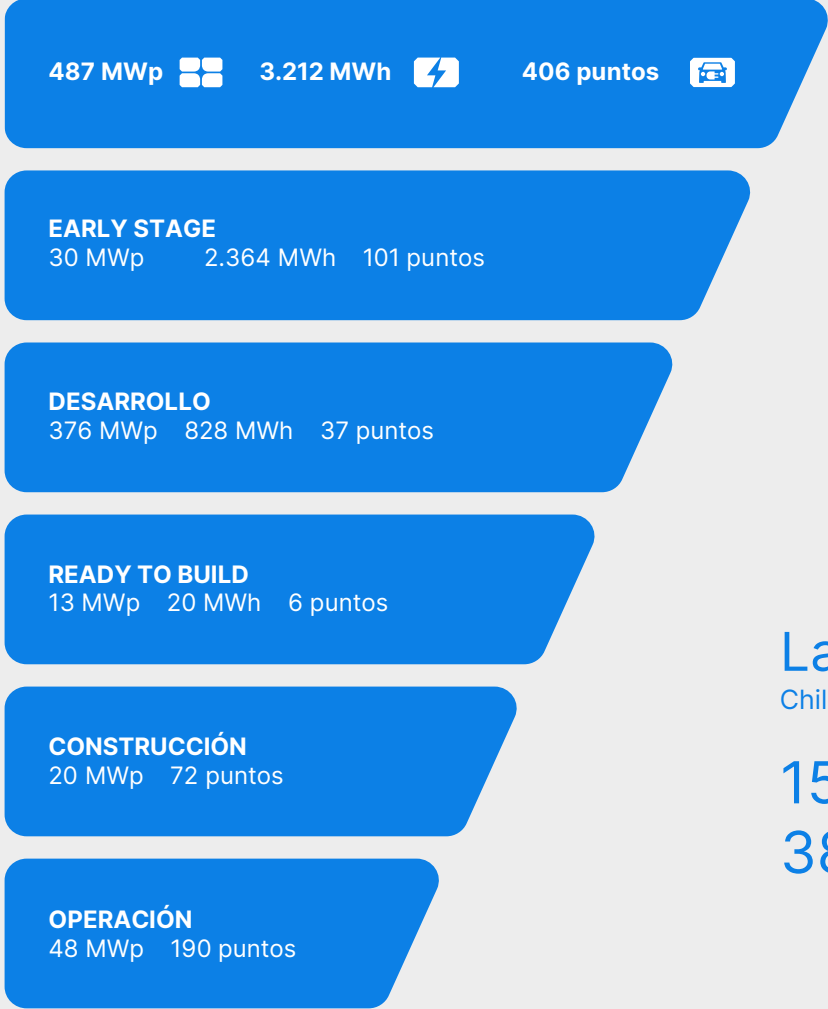 487 MWp 3.212 MWh 406 puntos
EARLY STAGE
30 MWp 2.364 MWh 101 puntos
DESARROLLO
376 MWp 828 MWh 37 puntos
READY TO BUILD
13 MWp 20 MWh 6 puntos
CONSTRUCCIÓN
20 MWp 72 puntos
OPERACIÓN
48 MWp 190 puntos